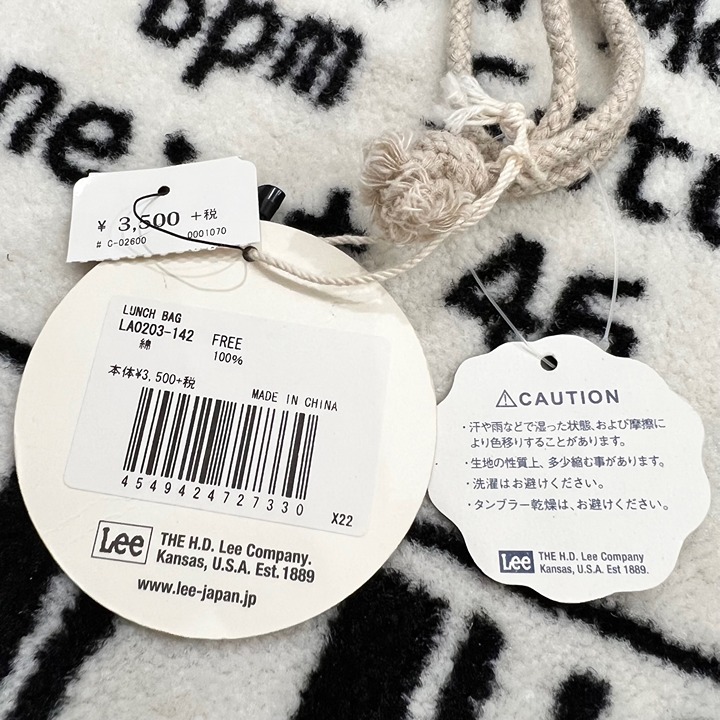 bpm
ne
46
¥ 3,500 +税
# C-02600 0001070
LUNCH BAG
LA0203-142 FREE
綿 100%
本体¥3,500+税
MADE IN CHINA
4549424727330
X22
Lee THE H.D. Lee Company.
Kansas, U.S.A. Est.1889
www.lee-japan.jp
⚠CAUTION
・汗や雨などで湿った状態、および摩擦に
より色移りすることがあります。
・生地の性質上、多少縮む事があります。
・洗濯はお避けください。
・タンブラー乾燥は、お避けください。
Lee THE H.D. Lee Company
Kansas, U.S.A. Est. 1889.